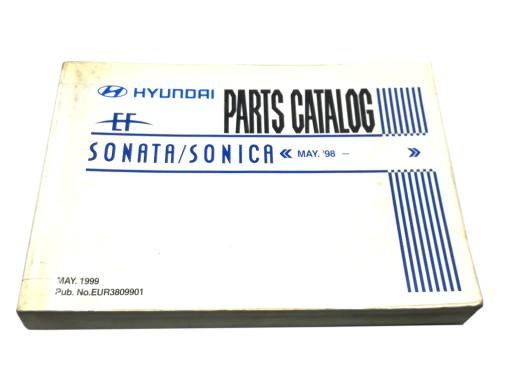 HYUNDAI PARTS CATALOG
EF
SONATA/SONICA « MAY. '98 – »
MAY. 1999
Pub. No.EUR3809901